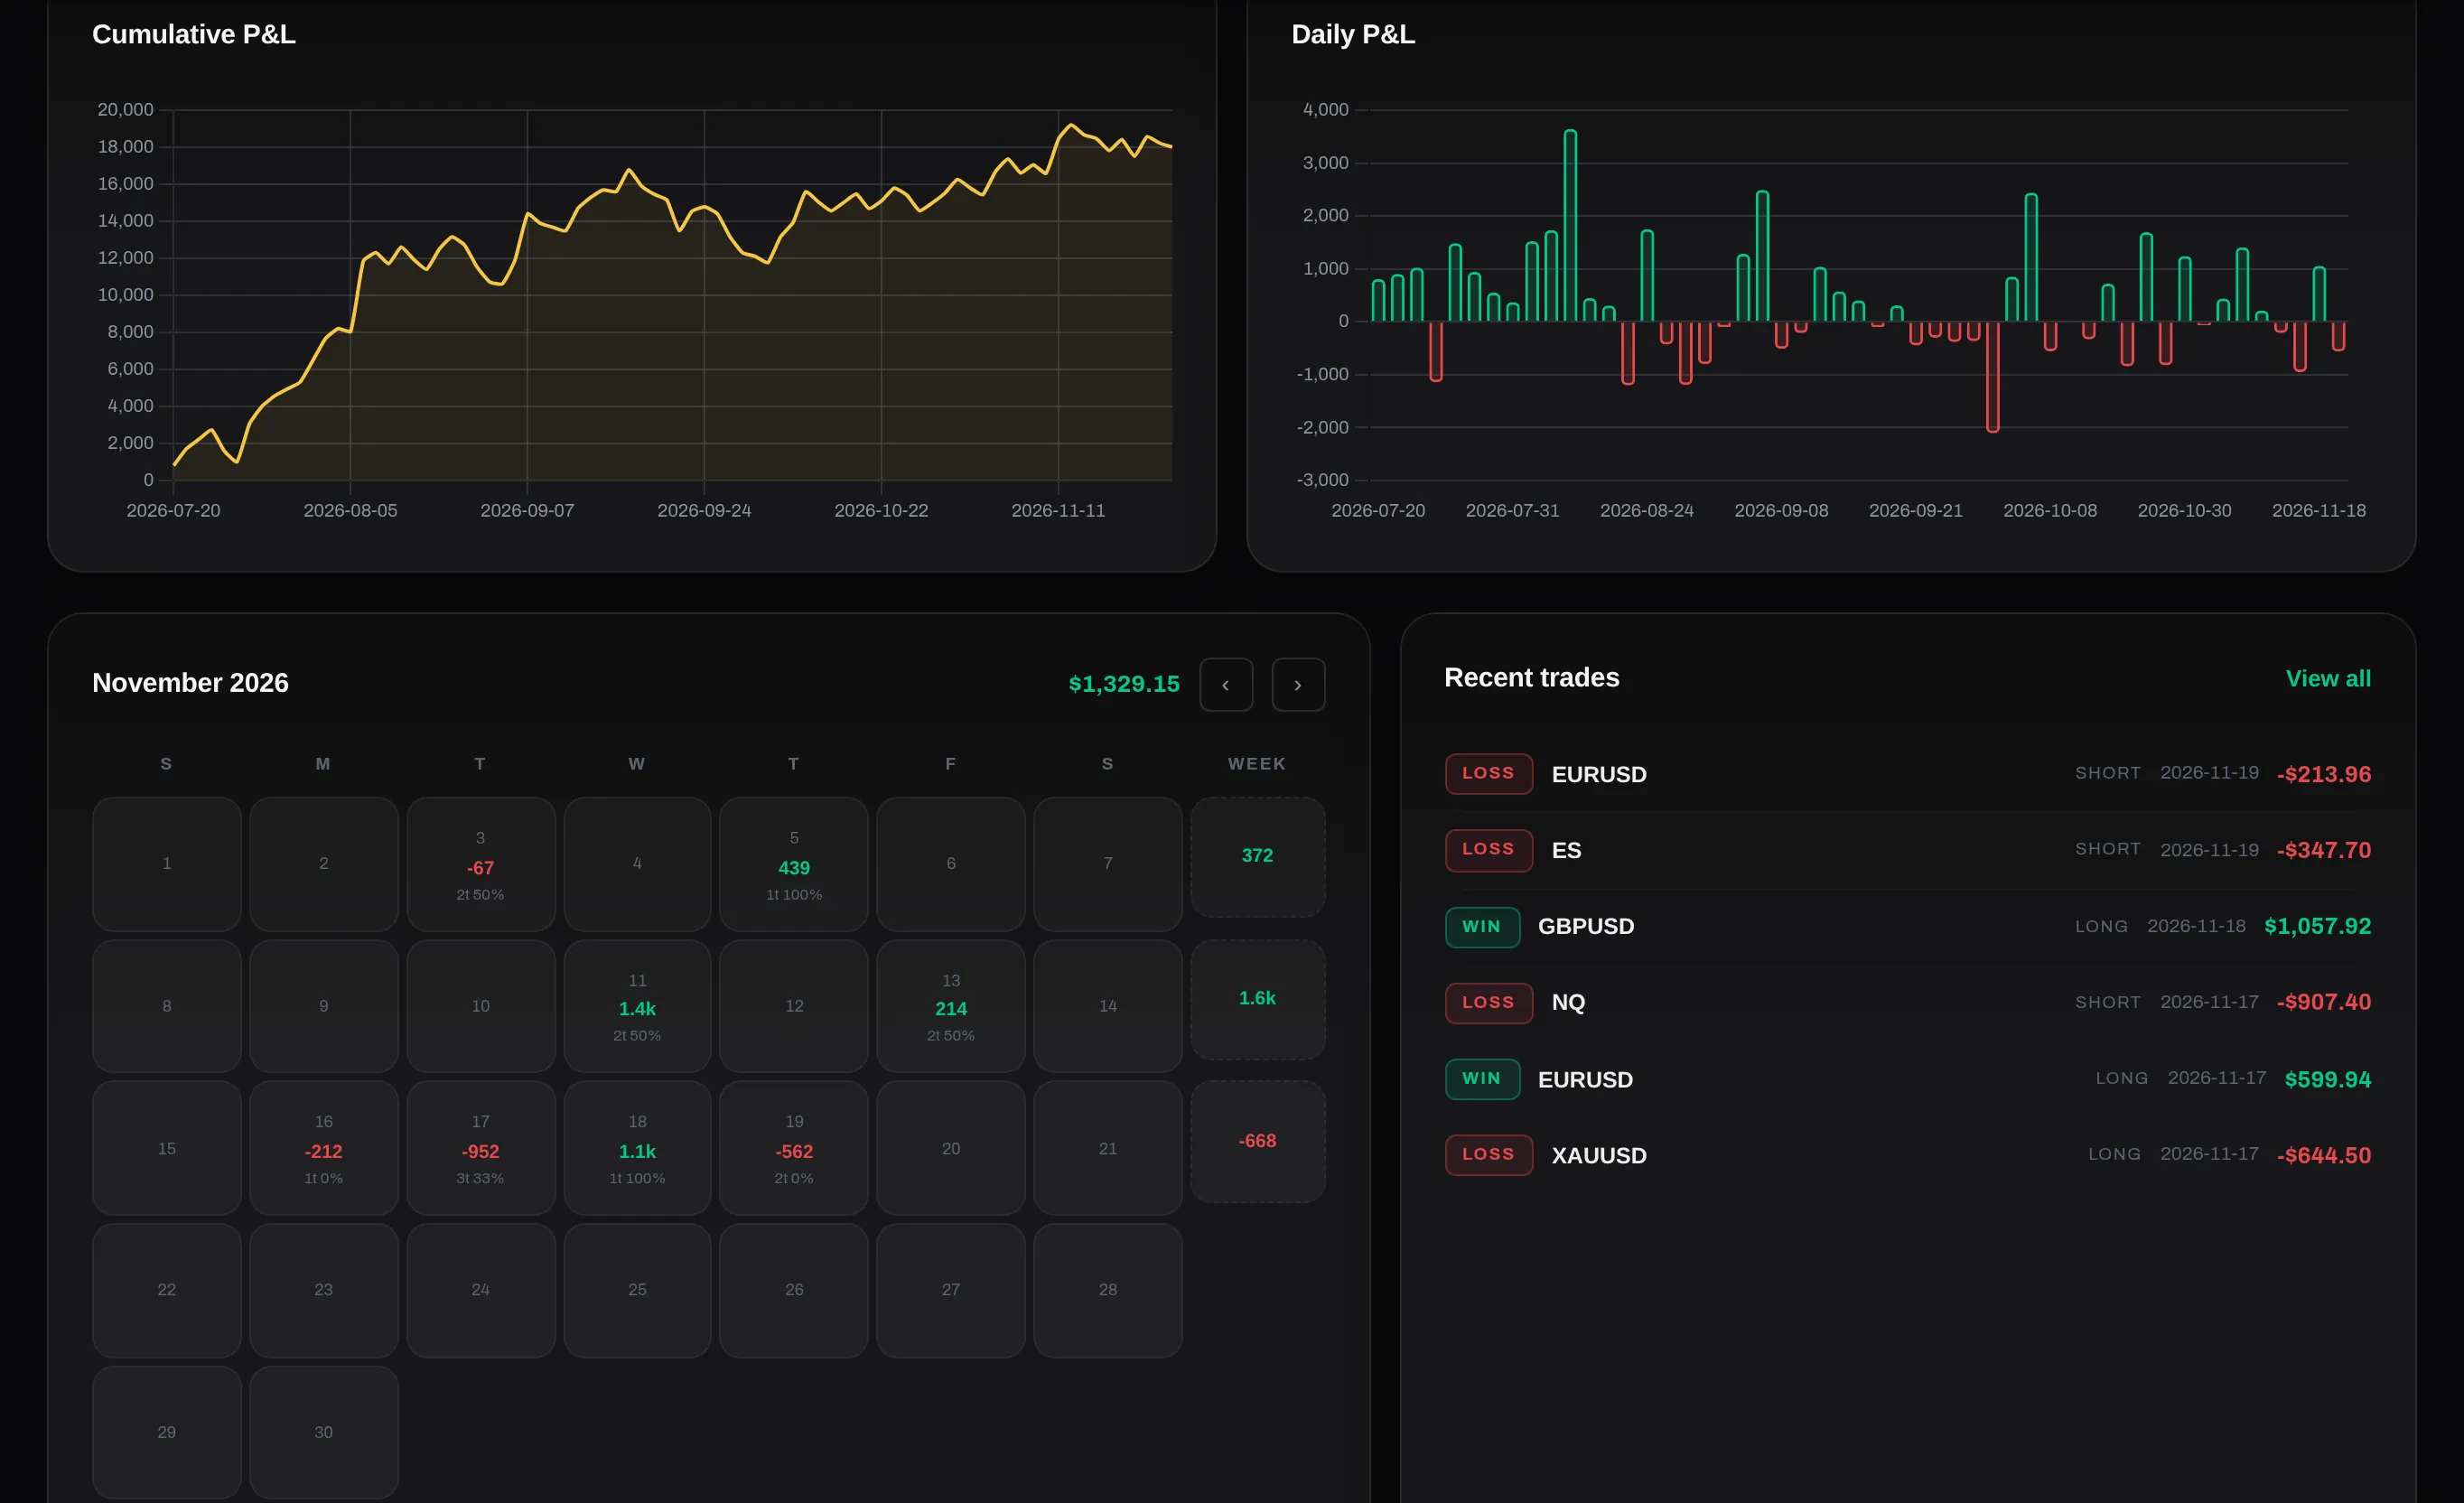 Cumulative P&L
20,000
18,000
16,000
14,000
12,000
10,000
8,000
6,000
4,000
2,000
0
2026-07-20 2026-08-05 2026-09-07 2026-09-24 2026-10-22 2026-11-11
Daily P&L
4,000
3,000
2,000
1,000
0
-1,000
-2,000
-3,000
2026-07-20 2026-07-31 2026-08-24 2026-09-08 2026-09-21 2026-10-08 2026-10-30 2026-11-18
November 2026 $1,329.15 ‹ ›
S M T W T F S WEEK
1 2 3 4 5 6 7
-67 439 372
2t 50% 1t 100%
8 9 10 11 12 13 14
1.4k 214 1.6k
2t 50% 2t 50%
15 16 17 18 19 20 21
-212 -952 1.1k -562 -668
1t 0% 3t 33% 1t 100% 2t 0%
22 23 24 25 26 27 28
29 30
Recent trades View all
LOSS EURUSD SHORT 2026-11-19 -$213.96
LOSS ES SHORT 2026-11-19 -$347.70
WIN GBPUSD LONG 2026-11-18 $1,057.92
LOSS NQ SHORT 2026-11-17 -$907.40
WIN EURUSD LONG 2026-11-17 $599.94
LOSS XAUUSD LONG 2026-11-17 -$644.50